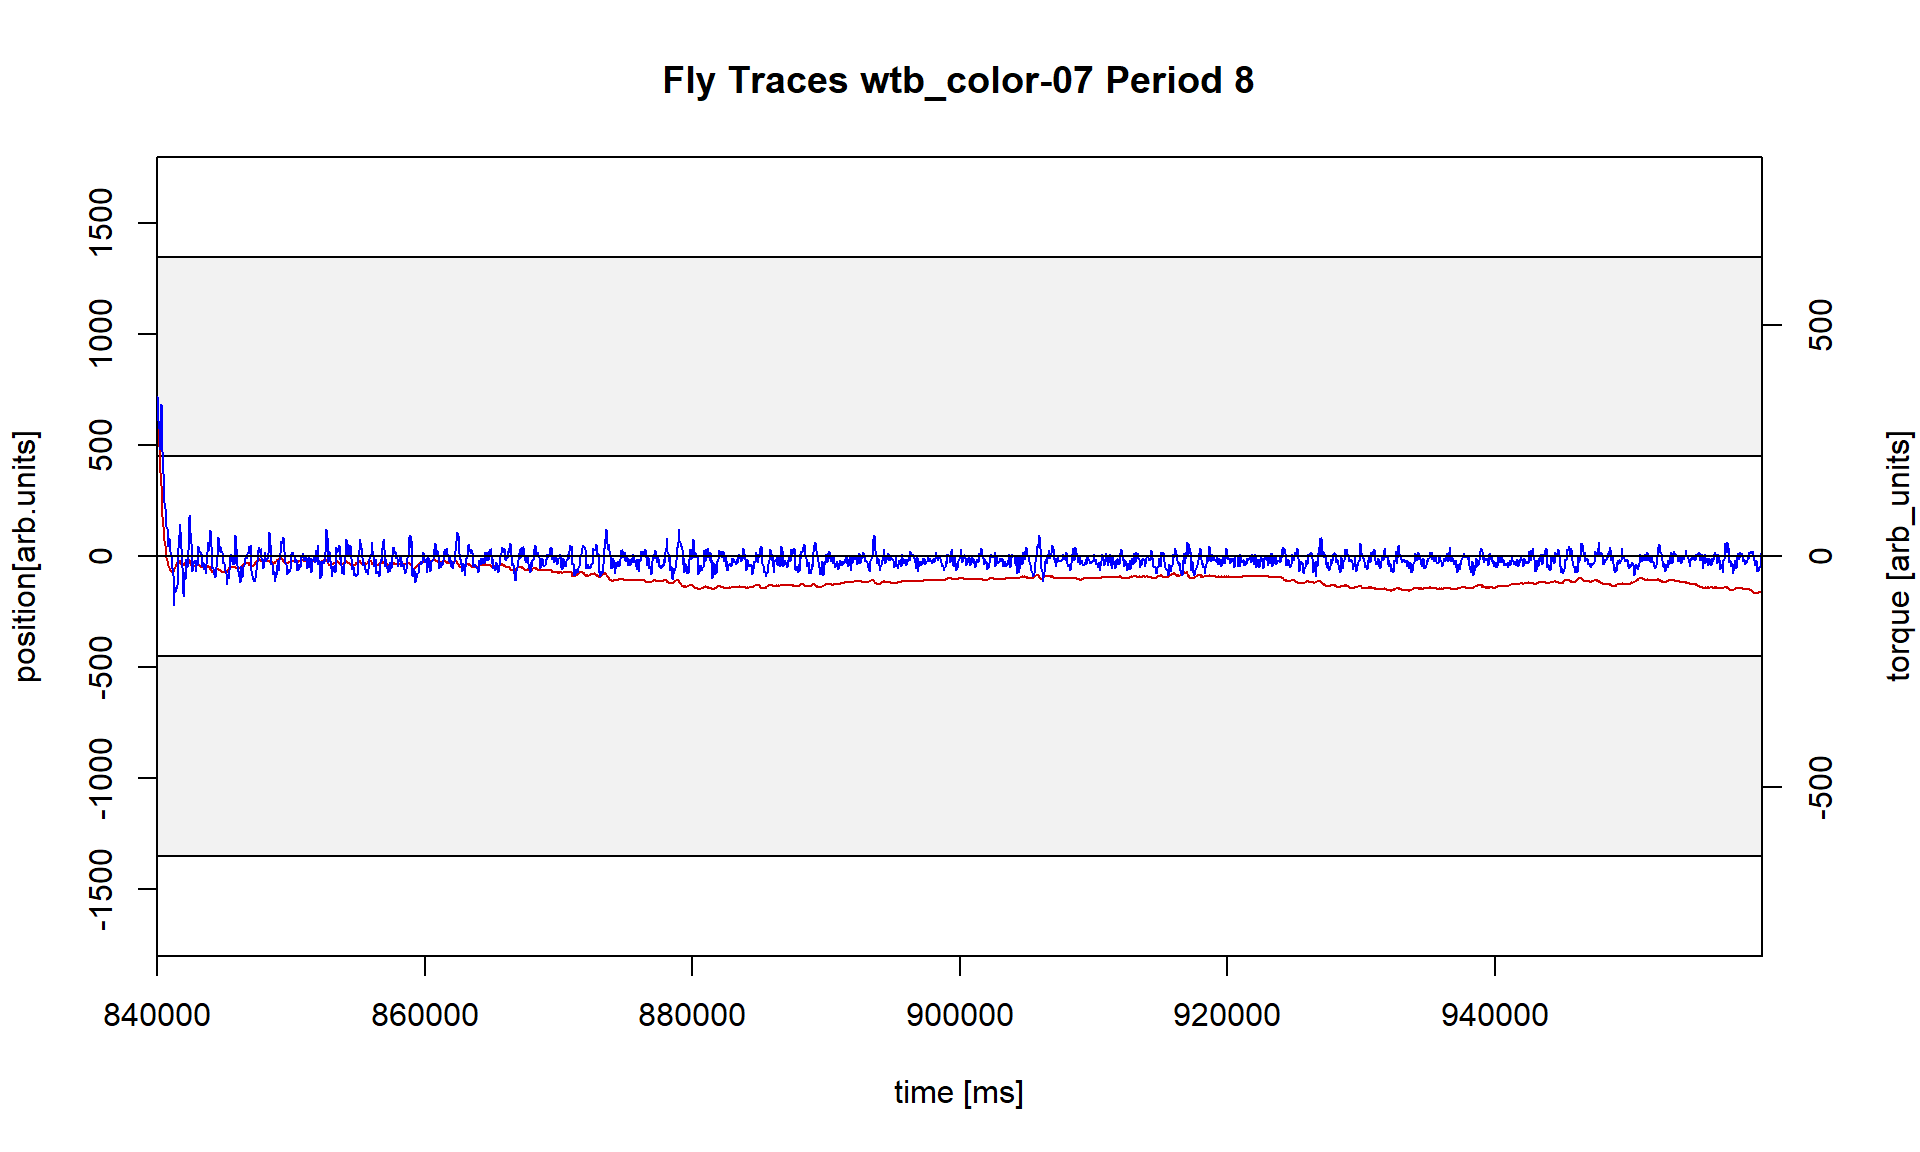 Fly Traces wtb_color-07 Period 8
position[arb.units]
1500
1000
500
0
-500
-1000
-1500
500
0
-500
torque [arb_units]
840000 860000 880000 900000 920000 940000
time [ms]